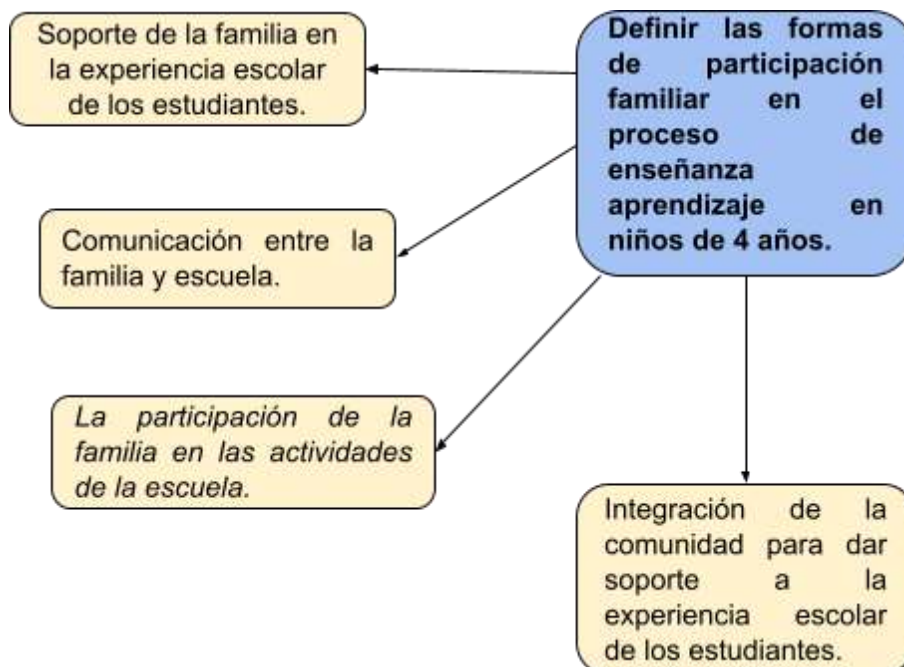 Soporte de la familia en
la experiencia escolar
de los estudiantes.
Definir las formas
de participación
familiar en el
proceso de
enseñanza
aprendizaje en
niños de 4 años.
Comunicación entre la
familia y escuela.
La participación de la
familia en las actividades
de la escuela.
Integración de la
comunidad para dar
soporte a la
experiencia escolar
de los estudiantes.